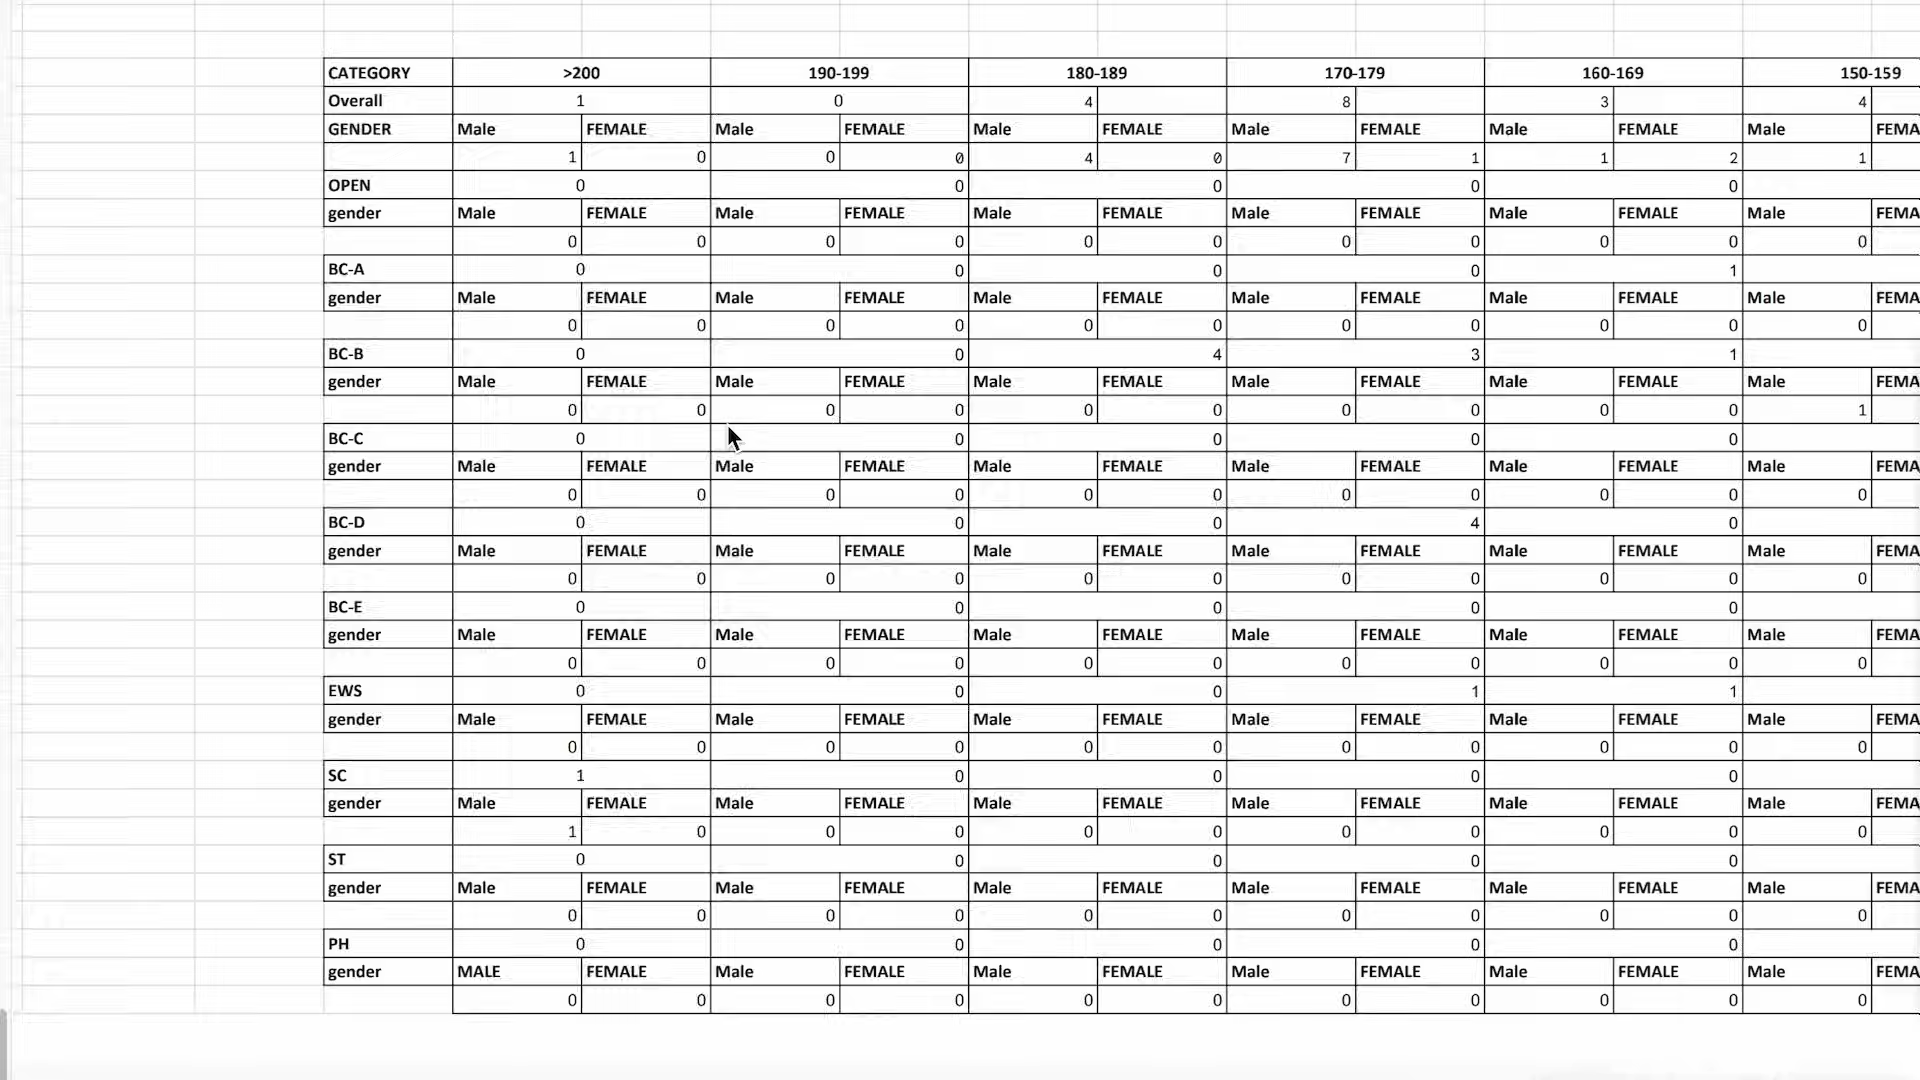 CATEGORY >200 190-199 180-189 170-179 160-169 150-159
Overall 1 0 4 8 3 4
GENDER Male FEMALE Male FEMALE Male FEMALE Male FEMALE Male FEMALE Male FEMA
1 0 0 0 4 0 7 1 1 2 1
OPEN 0 0 0 0 0
gender Male FEMALE Male FEMALE Male FEMALE Male FEMALE Male FEMALE Male FEMA
0 0 0 0 0 0 0 0 0 0 0
BC-A 0 0 0 0 1
gender Male FEMALE Male FEMALE Male FEMALE Male FEMALE Male FEMALE Male FEMA
0 0 0 0 0 0 0 0 0 0 0
BC-B 0 0 4 3 1
gender Male FEMALE Male FEMALE Male FEMALE Male FEMALE Male FEMALE Male FEMA
0 0 0 0 0 0 0 0 0 0 1
BC-C 0 0 0 0 0
gender Male FEMALE Male FEMALE Male FEMALE Male FEMALE Male FEMALE Male FEMA
0 0 0 0 0 0 0 0 0 0 0
BC-D 0 0 0 4 0
gender Male FEMALE Male FEMALE Male FEMALE Male FEMALE Male FEMALE Male FEMA
0 0 0 0 0 0 0 0 0 0 0
BC-E 0 0 0 0 0
gender Male FEMALE Male FEMALE Male FEMALE Male FEMALE Male FEMALE Male FEMA
0 0 0 0 0 0 0 0 0 0 0
EWS 0 0 0 1 1
gender Male FEMALE Male FEMALE Male FEMALE Male FEMALE Male FEMALE Male FEMA
0 0 0 0 0 0 0 0 0 0 0
SC 1 0 0 0 0
gender Male FEMALE Male FEMALE Male FEMALE Male FEMALE Male FEMALE Male FEMA
1 0 0 0 0 0 0 0 0 0 0
ST 0 0 0 0 0
gender Male FEMALE Male FEMALE Male FEMALE Male FEMALE Male FEMALE Male FEMA
0 0 0 0 0 0 0 0 0 0 0
PH 0 0 0 0 0
gender MALE FEMALE Male FEMALE Male FEMALE Male FEMALE Male FEMALE Male FEMA
0 0 0 0 0 0 0 0 0 0 0